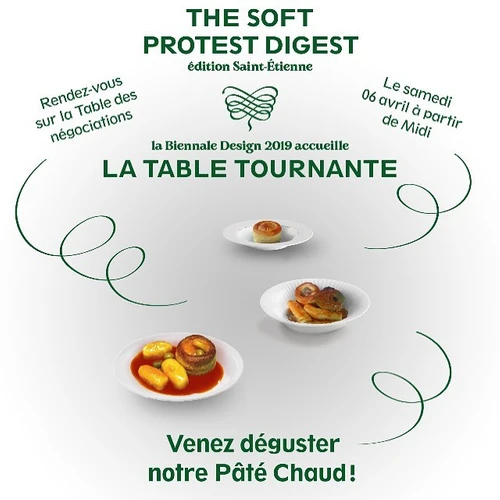 THE SOFT
PROTEST DIGEST
édition Saint-Étienne
Rendez-vous
sur la Table des
négociations
Le samedi
06 avril à partir
de Midi
la Biennale Design 2019 accueille
LA TABLE TOURNANTE
Venez déguster
notre Pâté Chaud!